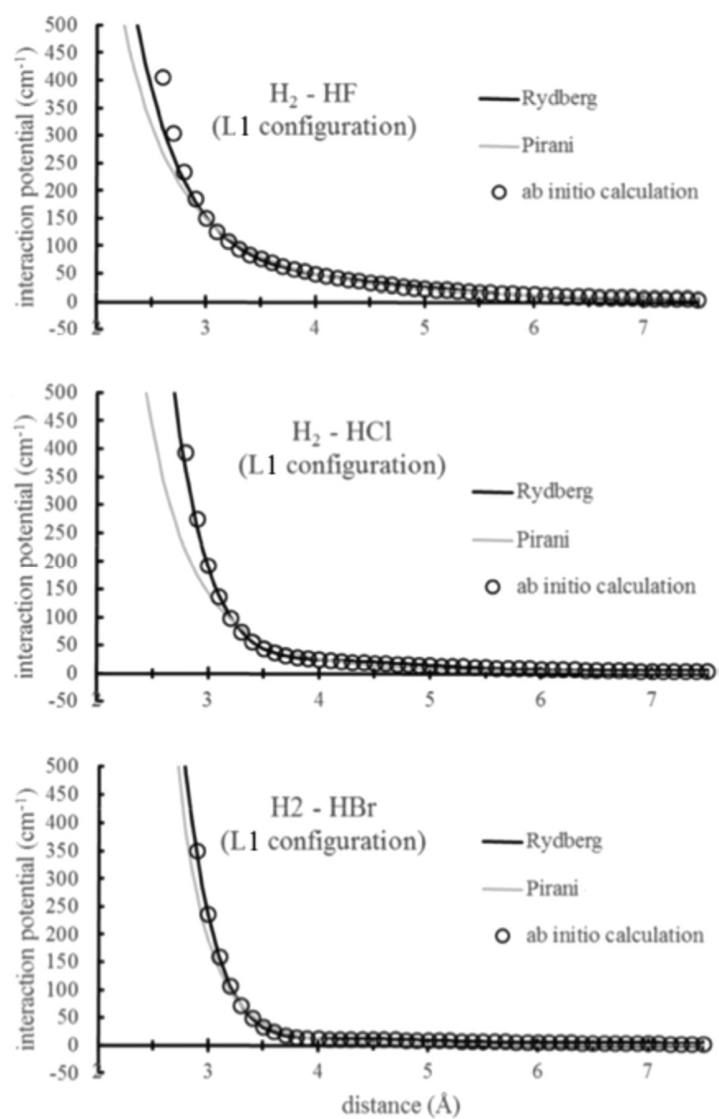 500
450
400
350
300
250
200
150
100
50
0
-50
interaction potential (cm⁻¹)
H₂ - HF
(L1 configuration)
Rydberg
Pirani
ab initio calculation
2 3 4 5 6 7
500
450
400
350
300
250
200
150
100
50
0
-50
interaction potential (cm⁻¹)
H₂ - HCl
(L1 configuration)
Rydberg
Pirani
ab initio calculation
2 3 4 5 6 7
500
450
400
350
300
250
200
150
100
50
0
-50
interaction potential (cm⁻¹)
H2 - HBr
(L1 configuration)
Rydberg
Pirani
ab initio calculation
2 3 4 5 6 7
distance (Å)